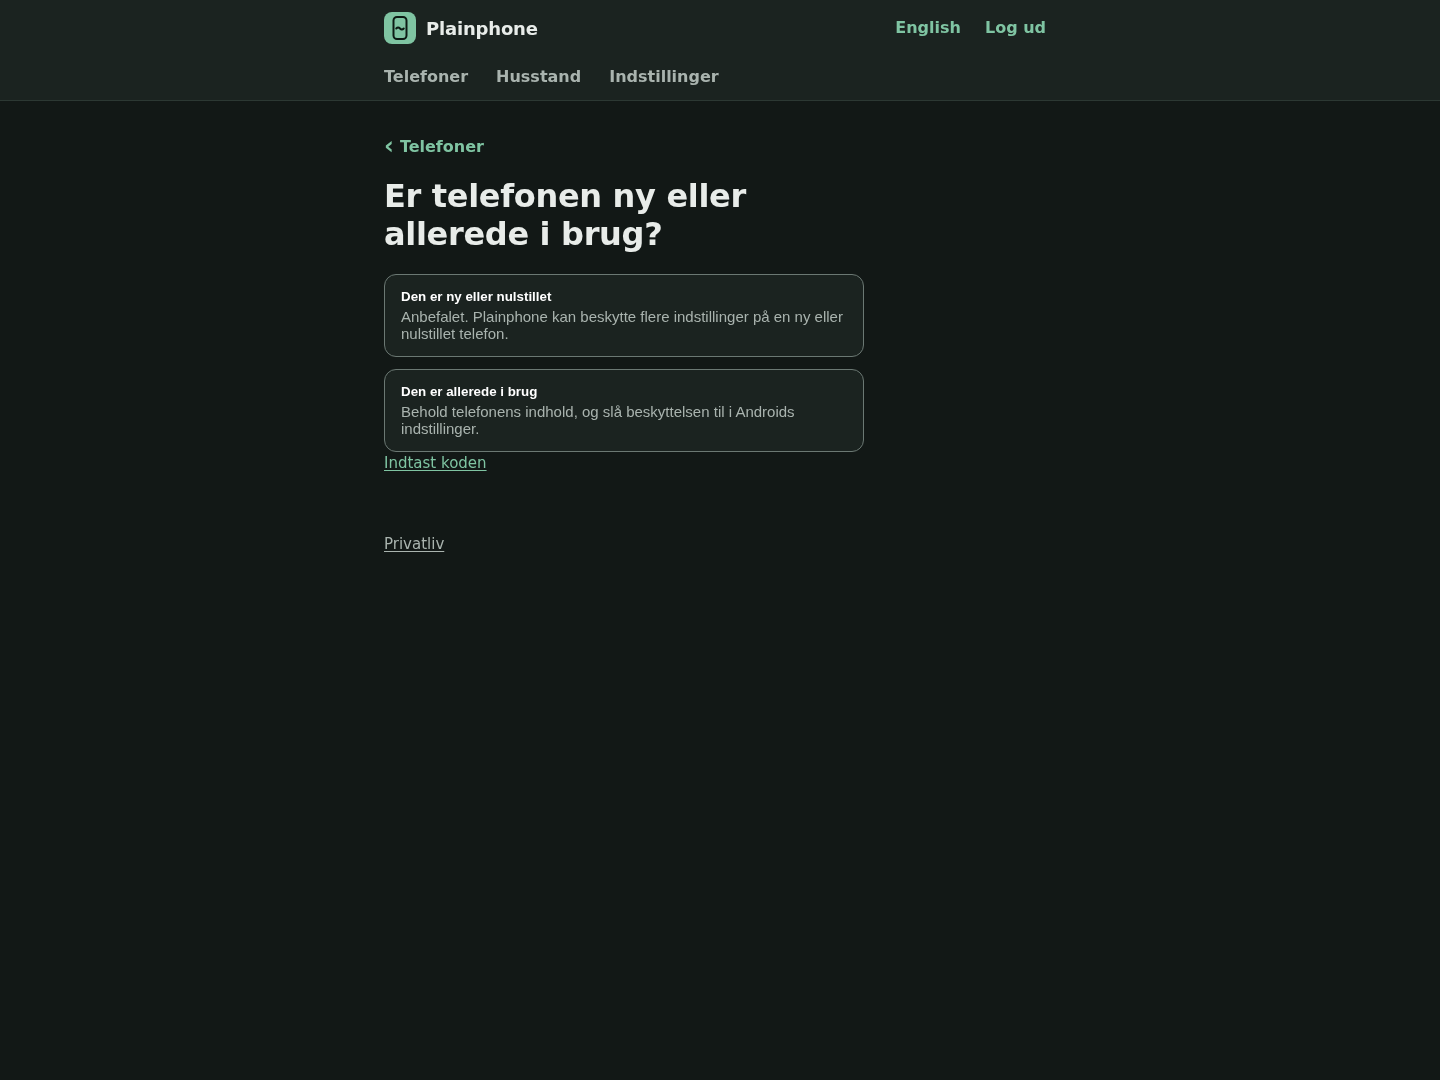 Plainphone
English
Log ud
Telefoner
Husstand
Indstillinger
‹ Telefoner
Er telefonen ny eller
allerede i brug?
Den er ny eller nulstillet
Anbefalet. Plainphone kan beskytte flere indstillinger på en ny eller
nulstillet telefon.
Den er allerede i brug
Behold telefonens indhold, og slå beskyttelsen til i Androids
indstillinger.
Indtast koden
Privatliv